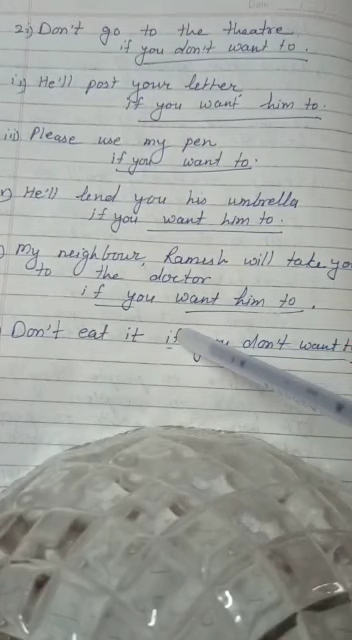 2.i) Don't go to the theatre
if you don't want to.
ii) He'll post your letter
if you want him to.
iii) Please use my pen
if you want to.
He'll lend you his umbrella
if you want him to.
My neighbour, Ramesh will take
to the doctor
if you want him to.
Don't eat it if don't want